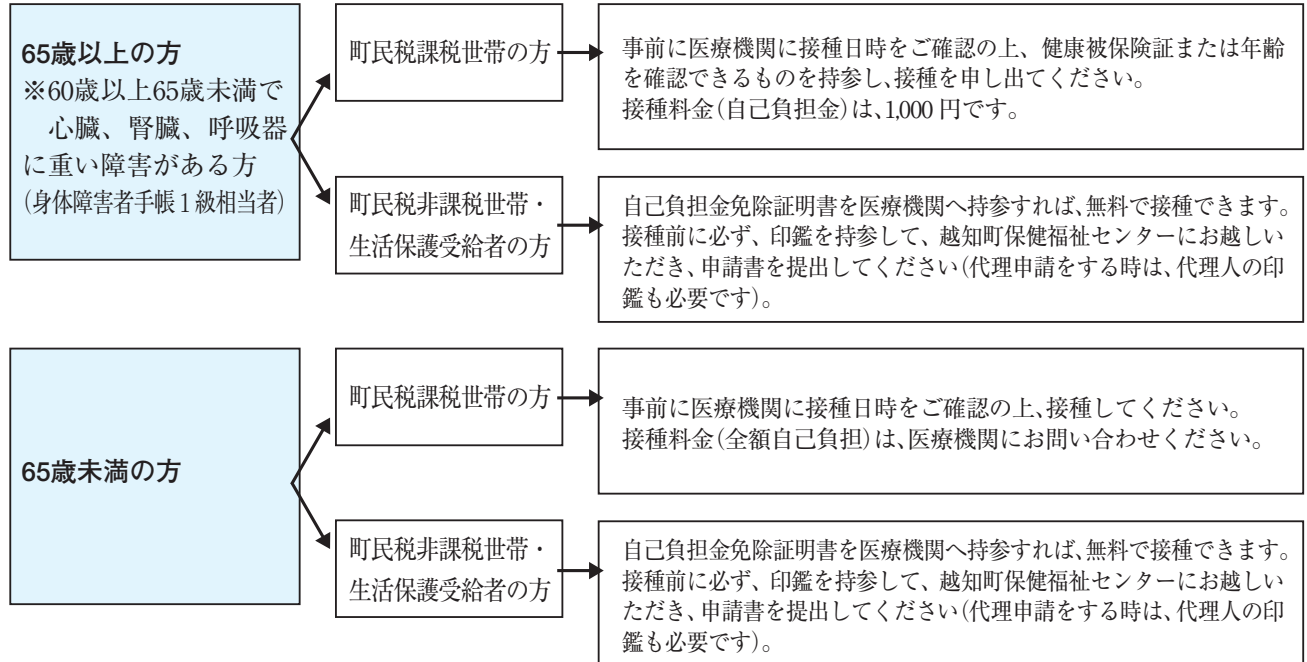 65歳以上の方
※60歳以上65歳未満で
心臓、腎臓、呼吸器
に重い障害がある方
(身体障害者手帳1級相当者)
町民税課税世帯の方
事前に医療機関に接種日時をご確認の上、健康被保険証または年齢
を確認できるものを持参し、接種を申し出てください。
接種料金(自己負担金)は、1,000円です。
町民税非課税世帯・
生活保護受給者の方
自己負担金免除証明書を医療機関へ持参すれば、無料で接種できます。
接種前に必ず、印鑑を持参して、越知町保健福祉センターにお越しい
ただき、申請書を提出してください(代理申請をする時は、代理人の印
鑑も必要です)。
65歳未満の方
町民税課税世帯の方
事前に医療機関に接種日時をご確認の上、接種してください。
接種料金(全額自己負担)は、医療機関にお問い合わせください。
町民税非課税世帯・
生活保護受給者の方
自己負担金免除証明書を医療機関へ持参すれば、無料で接種できます。
接種前に必ず、印鑑を持参して、越知町保健福祉センターにお越しい
ただき、申請書を提出してください(代理申請をする時は、代理人の印
鑑も必要です)。